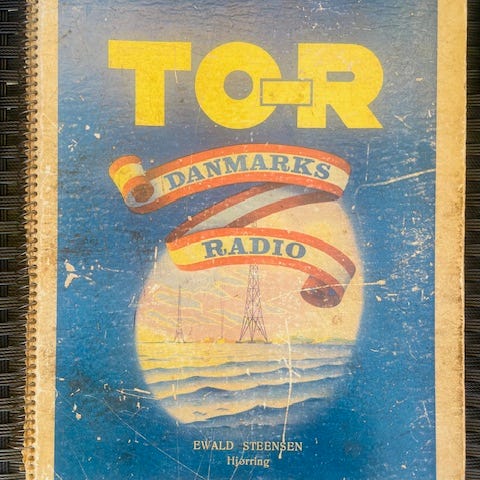 TO-R
DANMARKS
RADIO
EWALD STEENSEN
Hjørring